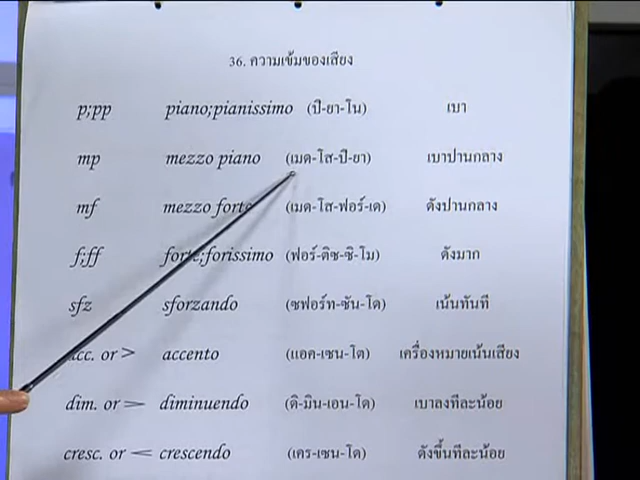 36. ความเข้มของเสียง
p;pp piano;pianissimo (ปี-ยา-โน) เบา
mp mezzo piano (เมด-โส-ปี-ยา) เบาปานกลาง
mf mezzo forte (เมด-โส-ฟอร์-เต) ดังปานกลาง
f;ff forte;forissimo (ฟอร์-ติซ-ซิ-โม) ดังมาก
sfz sforzando (ซฟอร์ท-ซัน-โด) เน้นทันที
acc. or > accento (แอค-เซน-โต) เครื่องหมายเน้นเสียง
dim. or > diminuendo (ดิ-มิน-เอน-โด) เบาลงทีละน้อย
cresc. or < crescendo (เคร-เซน-โด) ดังขึ้นทีละน้อย